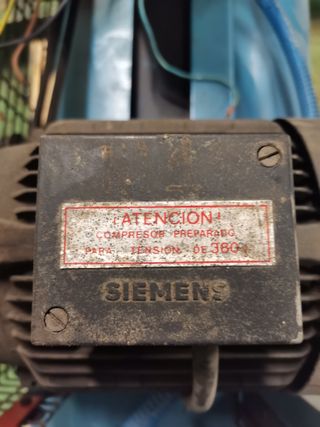 ¡ATENCION!
COMPRESOR PREPARADO
PARA TENSION DE 380
SIEMENS